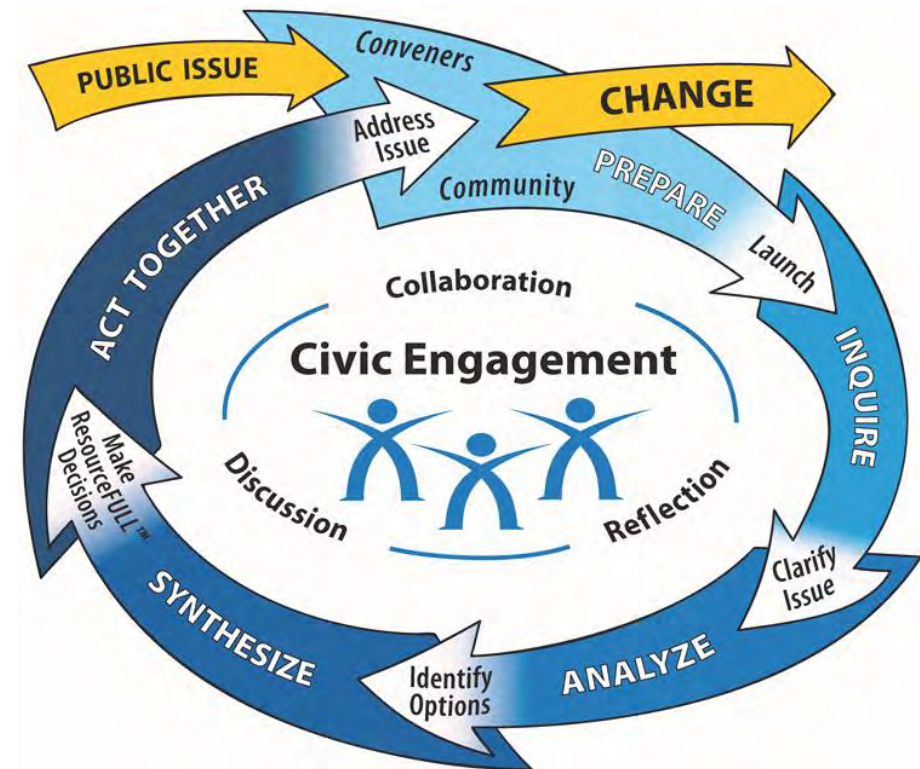 PUBLIC ISSUE
Conveners
CHANGE
Address
Issue
Community
PREPARE
Launch
INQUIRE
Clarify
Issue
ANALYZE
Identify
Options
SYNTHESIZE
Make
ResourceFULL™
Decisions
ACT TOGETHER
Collaboration
Civic Engagement
Discussion
Reflection